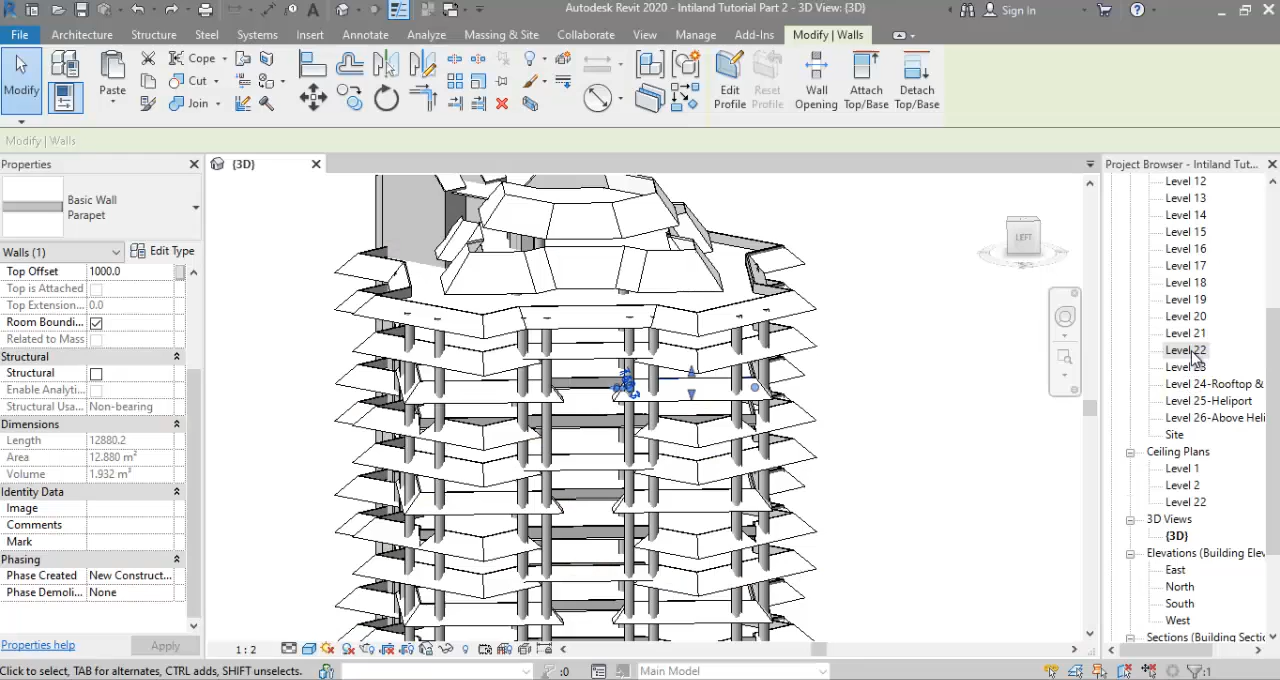 Autodesk Revit 2020 - Intiland Tutorial Part 2 - 3D View: {3D}
Sign In
File Architecture Structure Steel Systems Insert Annotate Analyze Massing & Site Collaborate View Manage Add-Ins Modify | Walls
Cope
Cut
Join
Modify
Paste
Edit Profile
Reset Profile
Wall Opening
Attach Top/Base
Detach Top/Base
Modify | Walls
Properties
Basic Wall
Parapet
Walls (1)
Edit Type
Top Offset 1000.0
Top is Attached
Top Extension... 0.0
Room Boundi...
Related to Mass
Structural
Structural
Enable Analyti...
Structural Usa... Non-bearing
Dimensions
Length 12880.2
Area 12.880 m²
Volume 1.932 m³
Identity Data
Image
Comments
Mark
Phasing
Phase Created New Construct...
Phase Demoli... None
Properties help
Apply
{3D}
LEFT
1 : 2
Project Browser - Intiland Tut...
Level 12
Level 13
Level 14
Level 15
Level 16
Level 17
Level 18
Level 19
Level 20
Level 21
Level 22
Level 23
Level 24-Rooftop &
Level 25-Heliport
Level 26-Above Heli
Site
Ceiling Plans
Level 1
Level 2
Level 22
3D Views
{3D}
Elevations (Building Elev
East
North
South
West
Sections (Building Sectio
Click to select, TAB for alternates, CTRL adds, SHIFT unselects.
:0
Main Model
:1